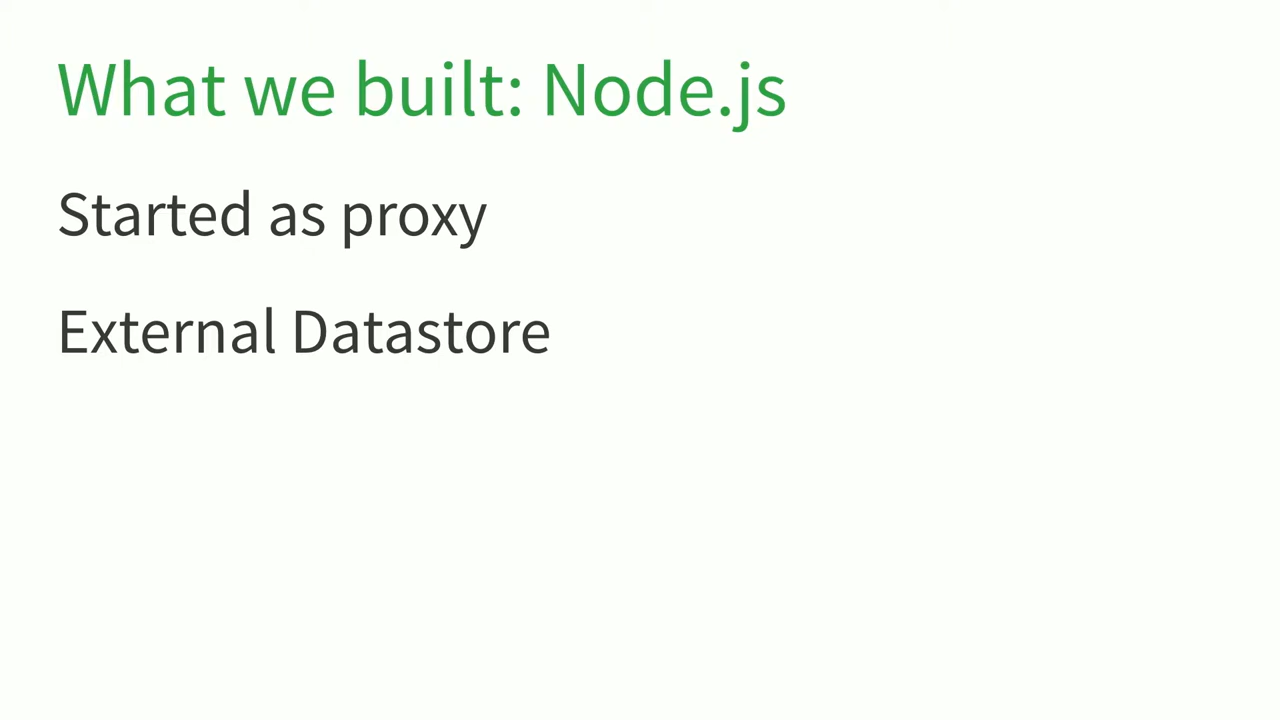 What we built: Node.js
Started as proxy
External Datastore